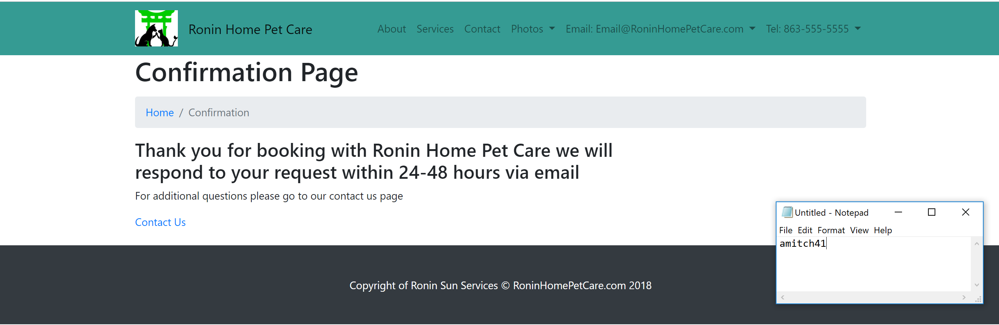 Ronin Home Pet Care About Services Contact Photos Email: Email@RoninHomePetCare.com Tel: 863-555-5555
Confirmation Page
Home / Confirmation
Thank you for booking with Ronin Home Pet Care we will
respond to your request within 24-48 hours via email
For additional questions please go to our contact us page
Contact Us
Untitled - Notepad
File Edit Format View Help
amitch41
Copyright of Ronin Sun Services © RoninHomePetCare.com 2018